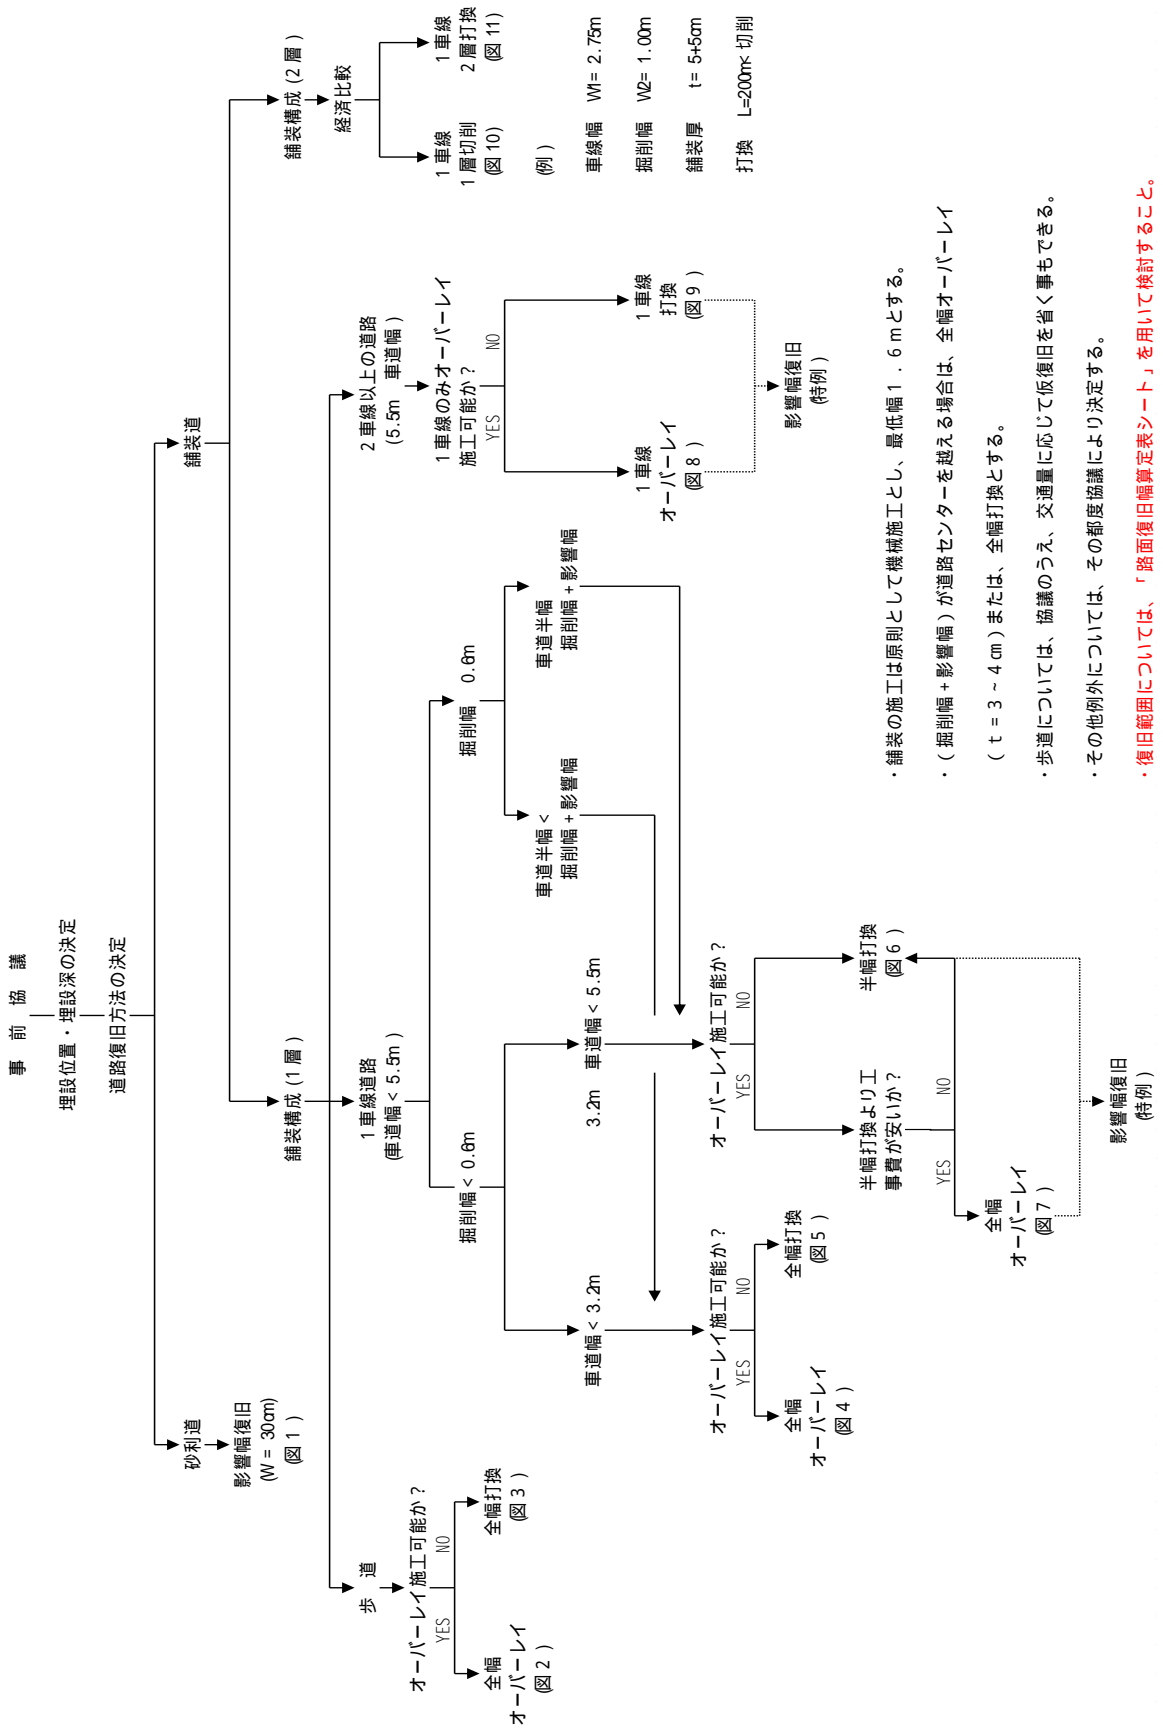 事　前　協　議
埋設位置・埋設深の決定
道路復旧方法の決定
砂利道
影響幅復旧
(W = 30cm)
(図１)
舗装道
舗装構成(１層)
舗装構成(２層)
歩　道
オーバーレイ施工可能か？
YES
NO
全幅
オーバーレイ
(図２)
全幅打換
(図３)
１車線道路
(車道幅< 5.5m)
掘削幅< 0.6m
掘削幅　0.6m
車道幅< 3.2m
3.2m　車道幅< 5.5m
車道半幅<
掘削幅+影響幅
車道半幅
掘削幅+影響幅
オーバーレイ施工可能か？
YES
NO
全幅
オーバーレイ
(図４)
全幅打換
(図５)
オーバーレイ施工可能か？
YES
NO
半幅打換より工
事費が安いか？
半幅打換
(図６)
YES
NO
全幅
オーバーレイ
(図７)
影響幅復旧
(特例)
２車線以上の道路
(5.5m　車道幅)
１車線のみオーバーレイ
施工可能か？
YES
NO
１車線
オーバーレイ
(図８)
１車線
打換
(図９)
影響幅復旧
(特例)
経済比較
１車線
１層切削
(図10)
１車線
２層打換
(図11)
(例)
車線幅　W1= 2.75m
掘削幅　W2= 1.00m
舗装厚　t= 5+5cm
打換　L=200m< 切削
・舗装の施工は原則として機械施工とし、最低幅１．６ｍとする。
・(掘削幅+影響幅)が道路センターを越える場合は、全幅オーバーレイ
(ｔ=３~４cm)または、全幅打換とする。
・歩道については、協議のうえ、交通量に応じて仮復旧を省く事もできる。
・その他例外については、その都度協議により決定する。
・復旧範囲については、「路面復旧幅算定表シート」を用いて検討すること。